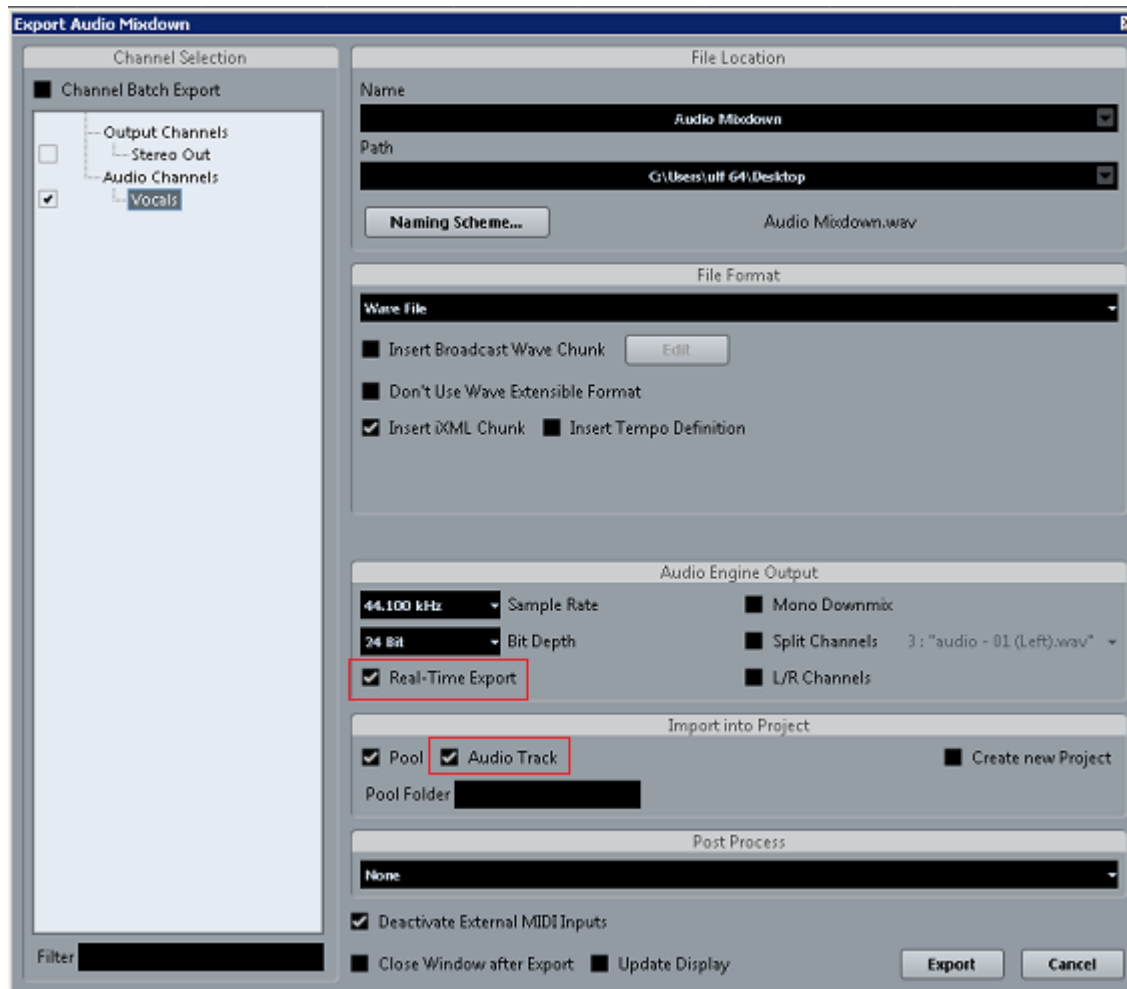 Export Audio Mixdown
Channel Selection
Channel Batch Export
Output Channels
Stereo Out
Audio Channels
Vocals
Filter
File Location
Name
Audio Mixdown
Path
C:\Users\ulf 64\Desktop
Naming Scheme... Audio Mixdown.wav
File Format
Wave File
Insert Broadcast Wave Chunk Edit
Don't Use Wave Extensible Format
Insert iXML Chunk Insert Tempo Definition
Audio Engine Output
44.100 kHz Sample Rate Mono Downmix
24 Bit Bit Depth Split Channels 3 : "audio - 01 (Left).wav"
Real-Time Export L/R Channels
Import into Project
Pool Audio Track Create new Project
Pool Folder
Post Process
None
Deactivate External MIDI Inputs
Close Window after Export Update Display Export Cancel